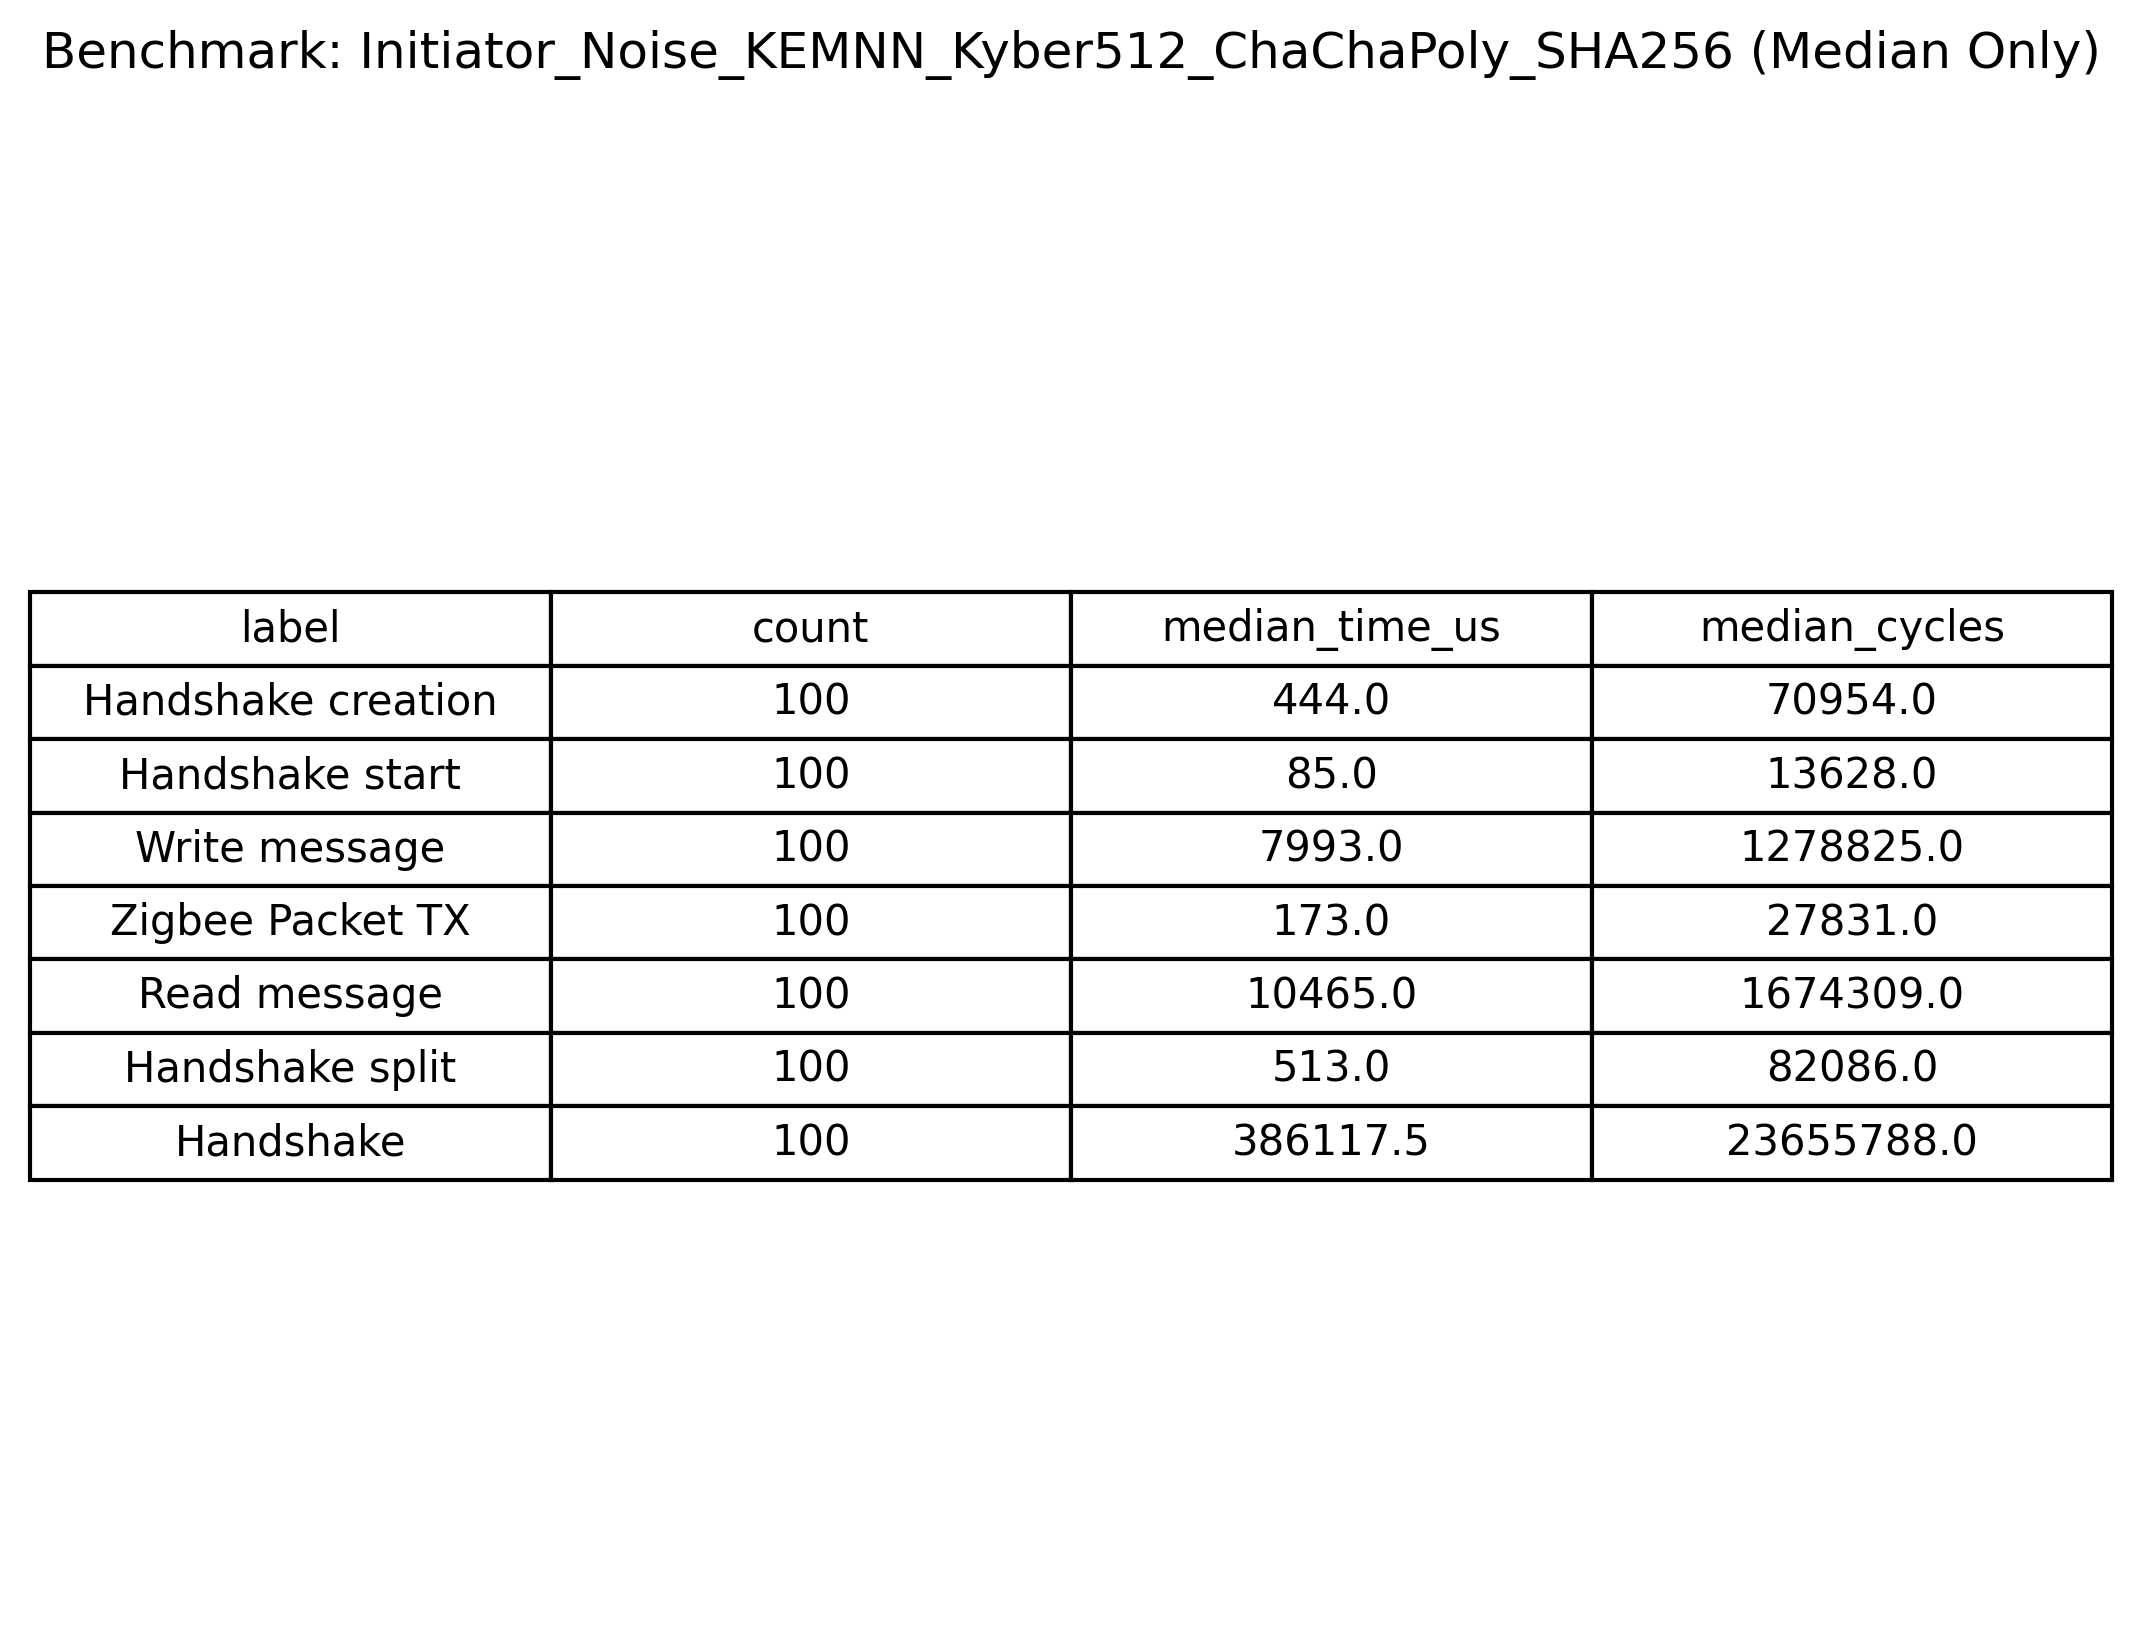 Benchmark: Initiator_Noise_KEMNN_Kyber512_ChaChaPoly_SHA256 (Median Only)
label count median_time_us median_cycles
Handshake creation 100 444.0 70954.0
Handshake start 100 85.0 13628.0
Write message 100 7993.0 1278825.0
Zigbee Packet TX 100 173.0 27831.0
Read message 100 10465.0 1674309.0
Handshake split 100 513.0 82086.0
Handshake 100 386117.5 23655788.0